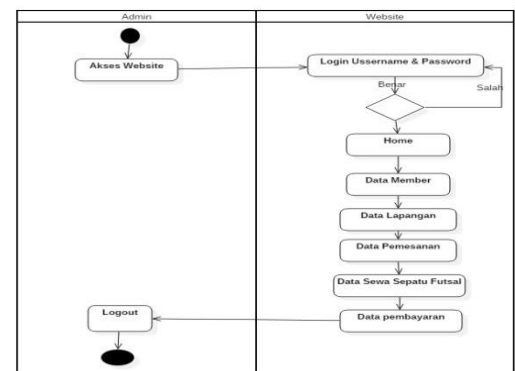 Admin
Website
Akses Website
Login Ussername & Password
Benar
Salah
Home
Data Member
Data Lapangan
Data Pemesanan
Data Sewa Sepatu Futsal
Data pembayaran
Logout